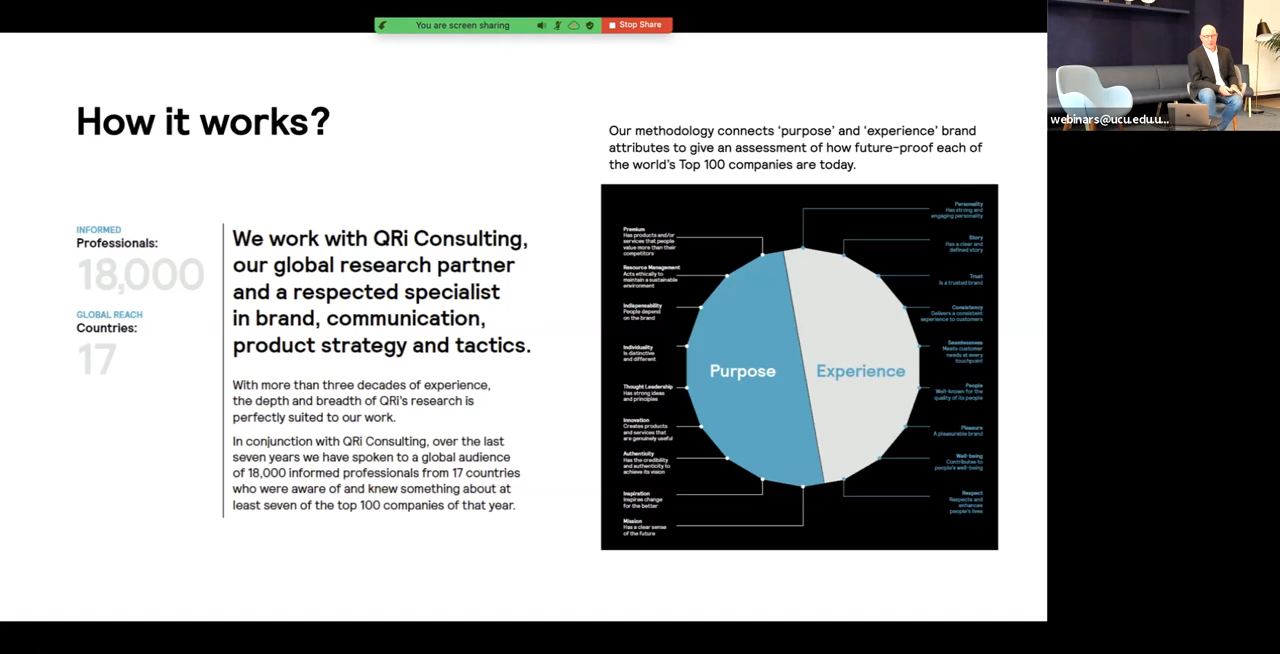 You are screen sharing
Stop Share
webinars@ucu.edu.u...
How it works?
INFORMED
Professionals:
18,000
GLOBAL REACH
Countries:
17
We work with QRi Consulting,
our global research partner
and a respected specialist
in brand, communication,
product strategy and tactics.
With more than three decades of experience,
the depth and breadth of QRi's research is
perfectly suited to our work.
In conjunction with QRi Consulting, over the last
seven years we have spoken to a global audience
of 18,000 informed professionals from 17 countries
who were aware of and knew something about at
least seven of the top 100 companies of that year.
Our methodology connects 'purpose' and 'experience' brand
attributes to give an assessment of how future-proof each of
the world's Top 100 companies are today.
Premium
Has products and/or
services that people
value more than their
competitors
Resource Management
Acts ethically to
maintain a sustainable
environment
Indispensability
People depend
on the brand
Individuality
Is distinctive
and different
Thought Leadership
Has strong ideas
and principles
Innovation
Creates products
and services that
are genuinely useful
Authenticity
Has the credibility
and authenticity to
achieve its vision
Inspiration
Inspires change
for the better
Mission
Has a clear sense
of the future
Purpose
Experience
Personality
Has strong and
engaging personality
Story
Has a clear and
defined story
Trust
Is a trusted brand
Consistency
Delivers a consistent
experience to customers
Seamlessness
Meets customer
needs at every
touchpoint
People
Well-known for the
quality of its people
Pleasure
A pleasurable brand
Well-being
Contributes to
people's well-being
Respect
Respects and
enhances
people's lives